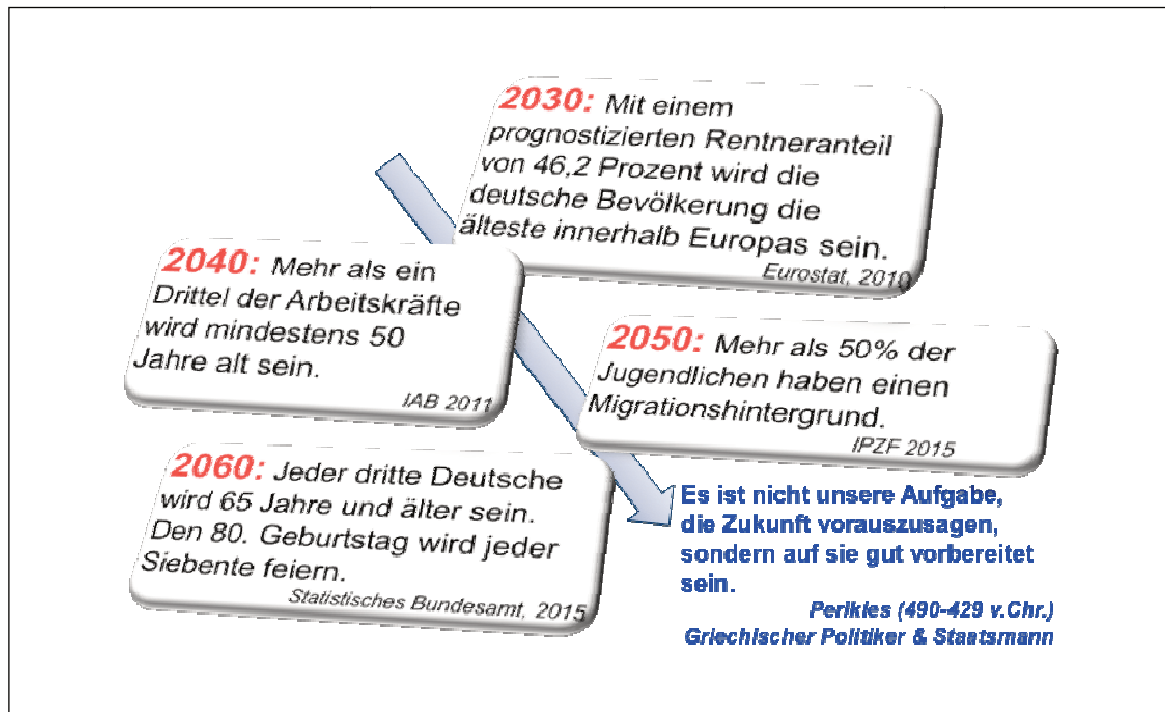 2030: Mit einem
prognostizierten Rentneranteil
von 46,2 Prozent wird die
deutsche Bevölkerung die
älteste innerhalb Europas sein.
Eurostat, 2010
2040: Mehr als ein
Drittel der Arbeitskräfte
wird mindestens 50
Jahre alt sein.
IAB 2011
2050: Mehr als 50% der
Jugendlichen haben einen
Migrationshintergrund.
IPZF 2015
2060: Jeder dritte Deutsche
wird 65 Jahre und älter sein.
Den 80. Geburtstag wird jeder
Siebente feiern.
Statistisches Bundesamt, 2015
Es ist nicht unsere Aufgabe,
die Zukunft vorauszusagen,
sondern auf sie gut vorbereitet
sein.
Perikles (490-429 v.Chr.)
Griechischer Politiker & Staatsmann